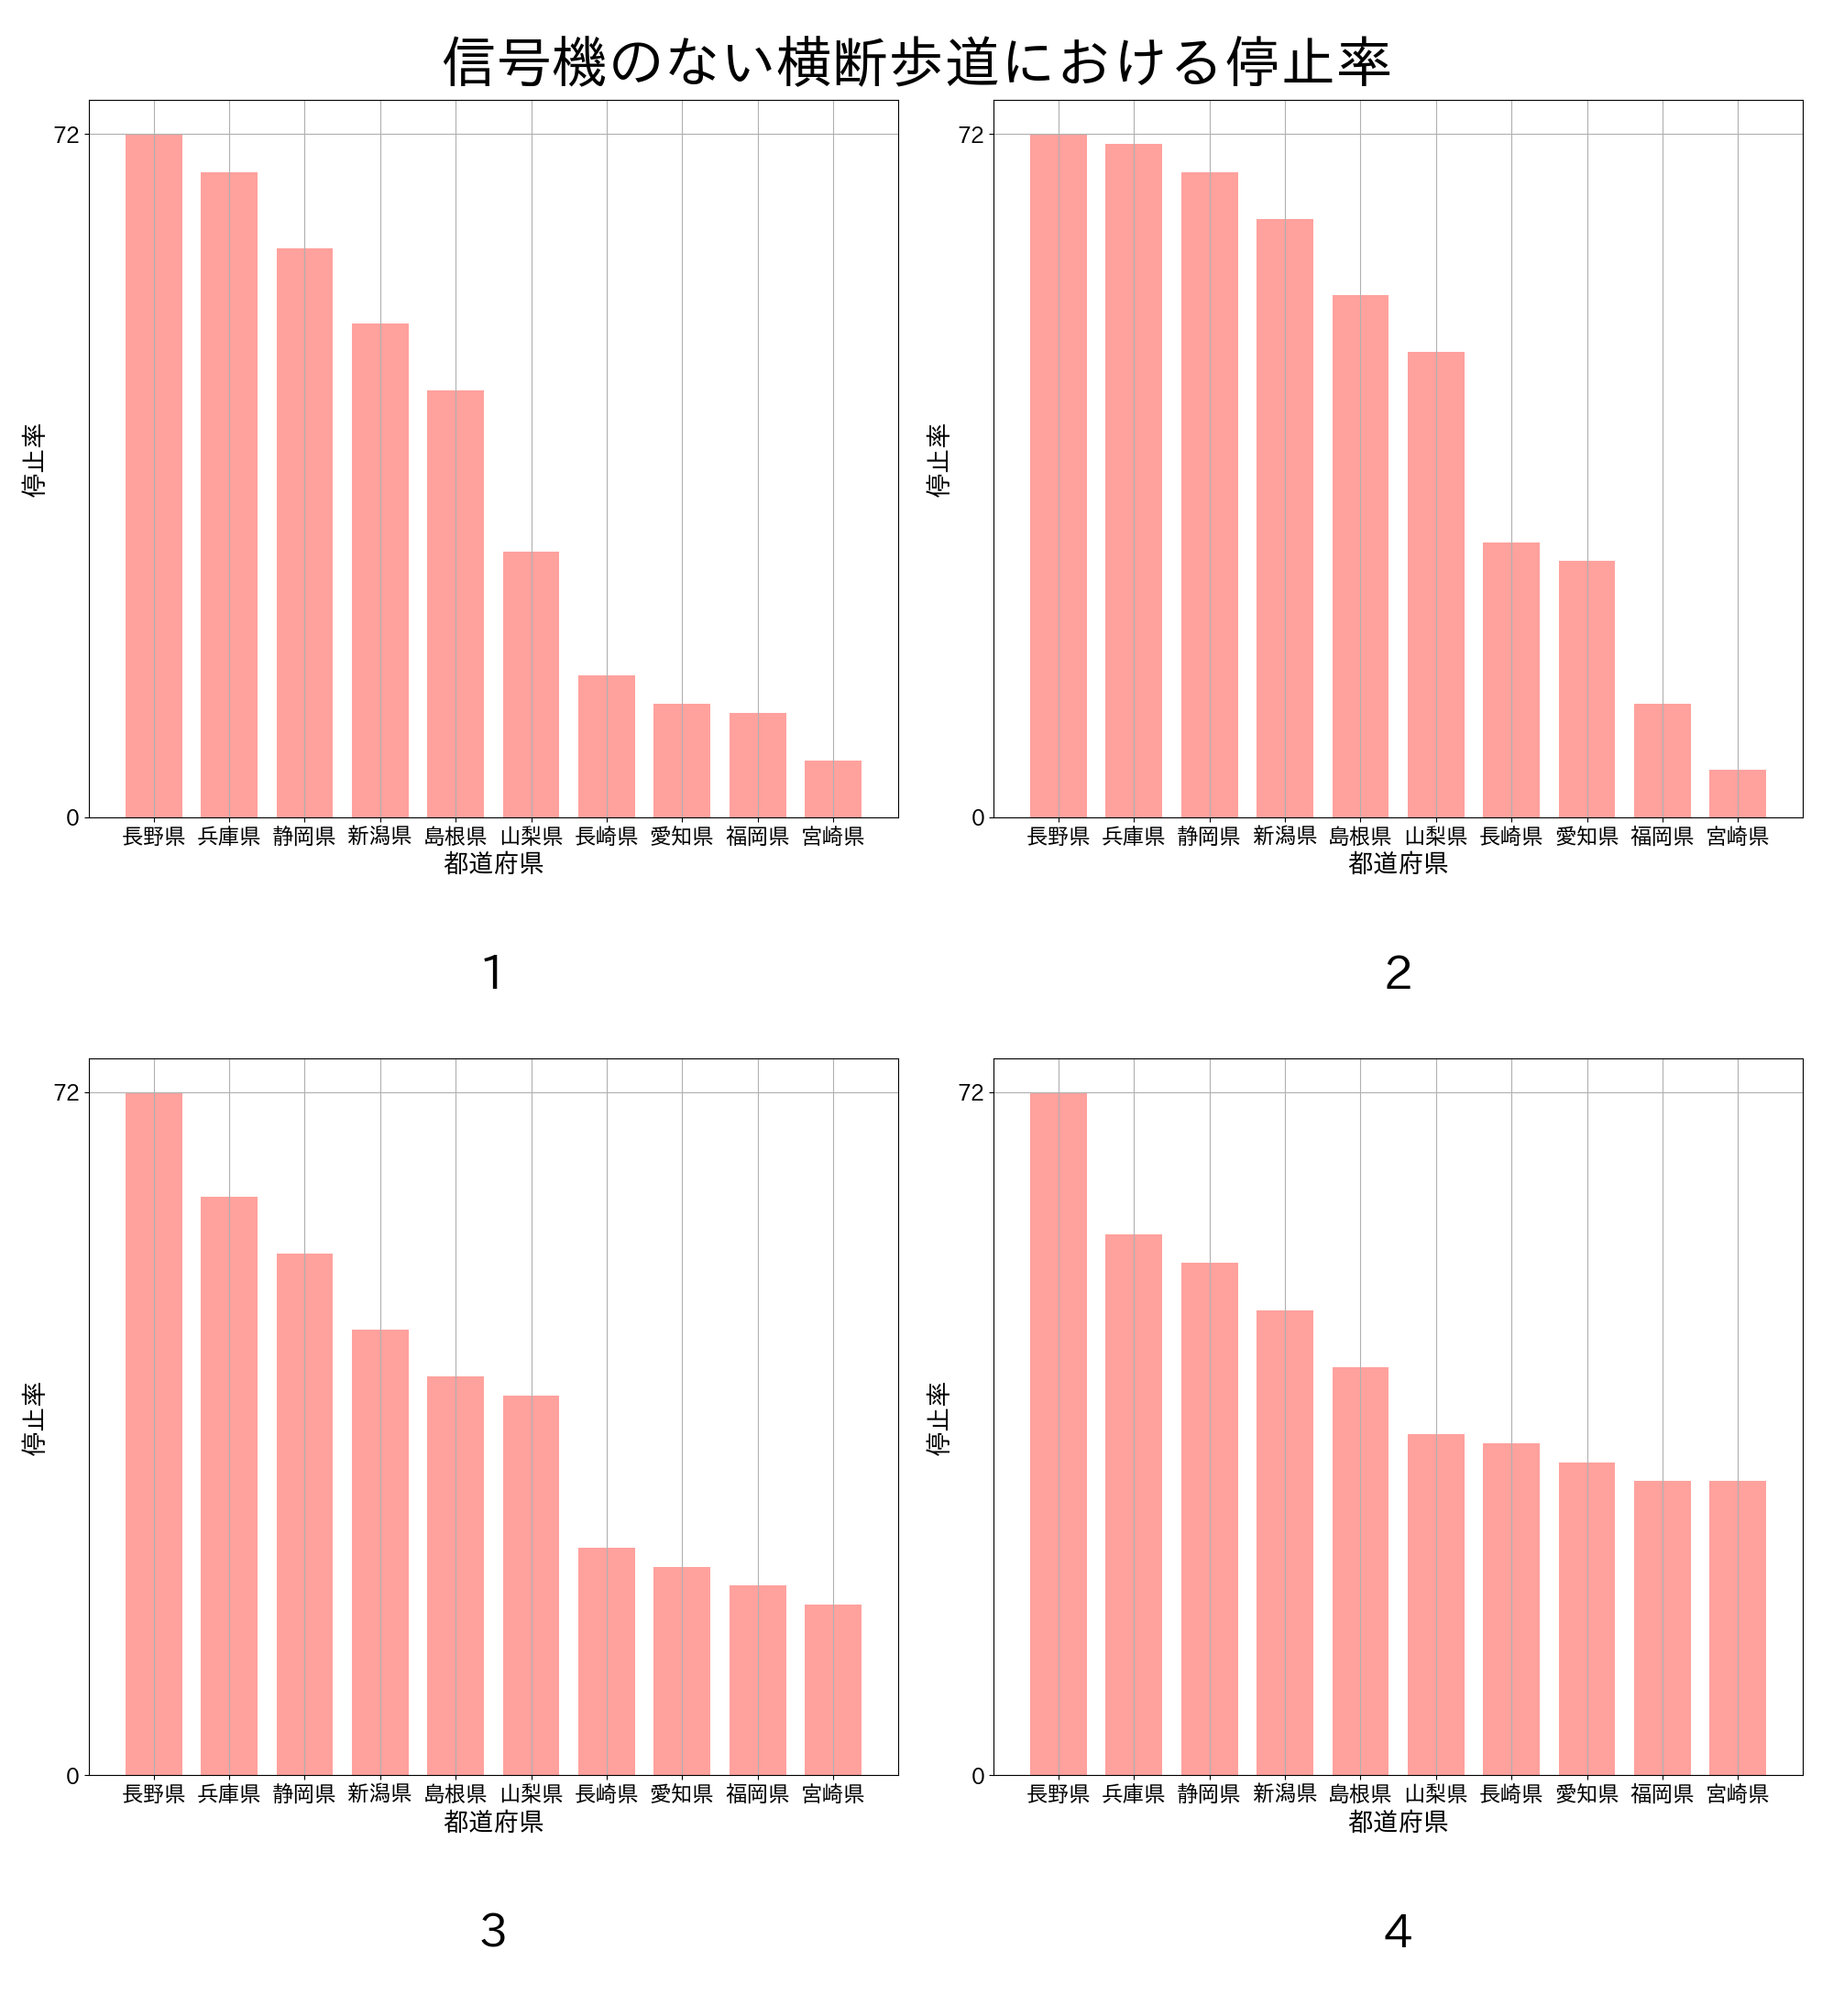 信号機のない横断歩道における停止率
72
0
停止率
長野県 兵庫県 静岡県 新潟県 島根県 山梨県 長崎県 愛知県 福岡県 宮崎県
都道府県
1
72
0
停止率
長野県 兵庫県 静岡県 新潟県 島根県 山梨県 長崎県 愛知県 福岡県 宮崎県
都道府県
2
72
0
停止率
長野県 兵庫県 静岡県 新潟県 島根県 山梨県 長崎県 愛知県 福岡県 宮崎県
都道府県
3
72
0
停止率
長野県 兵庫県 静岡県 新潟県 島根県 山梨県 長崎県 愛知県 福岡県 宮崎県
都道府県
4